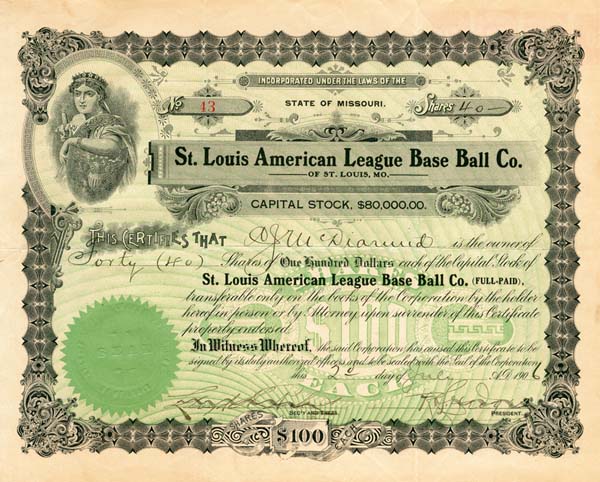 INCORPORATED UNDER THE LAWS OF THE
No. 43 STATE OF MISSOURI. Shares 40
St. Louis American League Base Ball Co.
OF ST. LOUIS, MO.
CAPITAL STOCK, $80,000.00.
THIS CERTIFIES THAT McDiarmid is the owner of
Forty (40) Shares of One Hundred Dollars each of the Capital Stock of
St. Louis American League Base Ball Co. (FULL-PAID),
transferable only on the books of the Corporation by the holder
hereof in person or by Attorney upon surrender of this Certificate
properly endorsed.
In Witness Whereof, the said Corporation has caused this Certificate to be
signed by its duly authorized officers and to be sealed with the Seal of the Corporation
this day of A.D. 190
SEC'Y AND TREAS. PRESIDENT.
SHARES $100 EACH
SHARES
$100
EACH